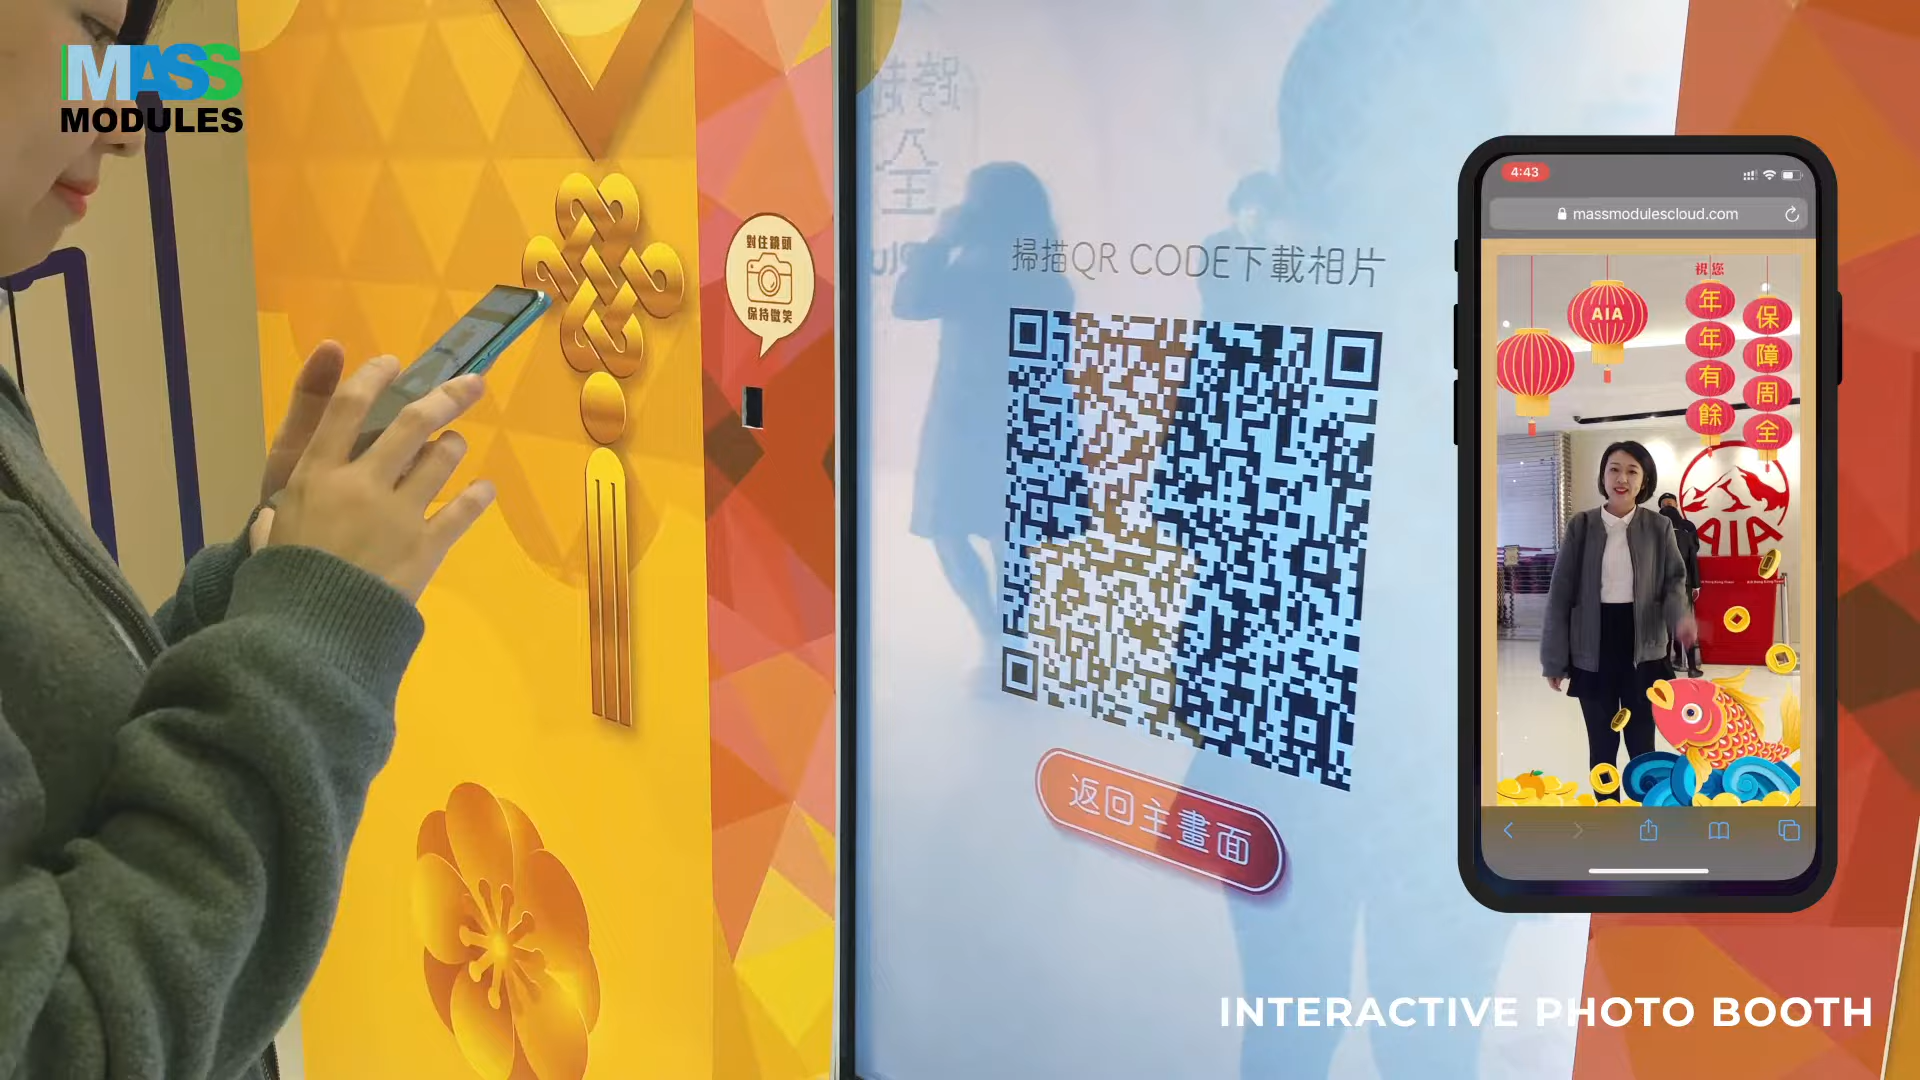 MASS
MODULES
對住鏡頭
保持微笑
掃描QR CODE下載相片
返回主畫面
4:43
massmodulescloud.com
AIA
祝您
年年有餘
保障周全
AIA
INTERACTIVE PHOTO BOOTH